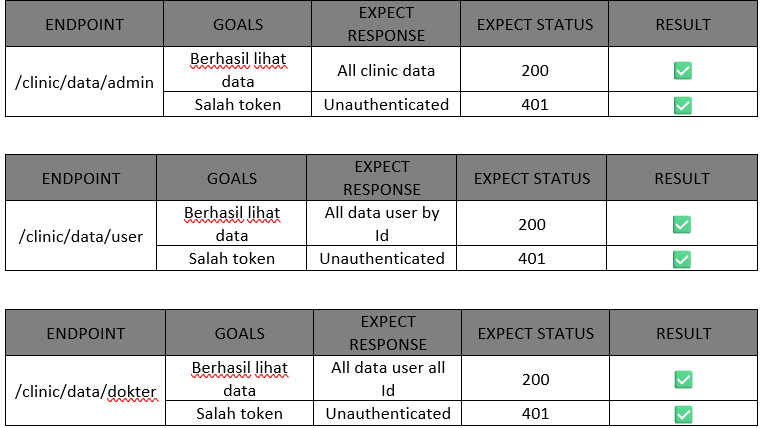 ENDPOINT GOALS EXPECT RESPONSE EXPECT STATUS RESULT
/clinic/data/admin Berhasil lihat data All clinic data 200 ✅
Salah token Unauthenticated 401 ✅
ENDPOINT GOALS EXPECT RESPONSE EXPECT STATUS RESULT
/clinic/data/user Berhasil lihat data All data user by Id 200 ✅
Salah token Unauthenticated 401 ✅
ENDPOINT GOALS EXPECT RESPONSE EXPECT STATUS RESULT
/clinic/data/dokter Berhasil lihat data All data user all Id 200 ✅
Salah token Unauthenticated 401 ✅